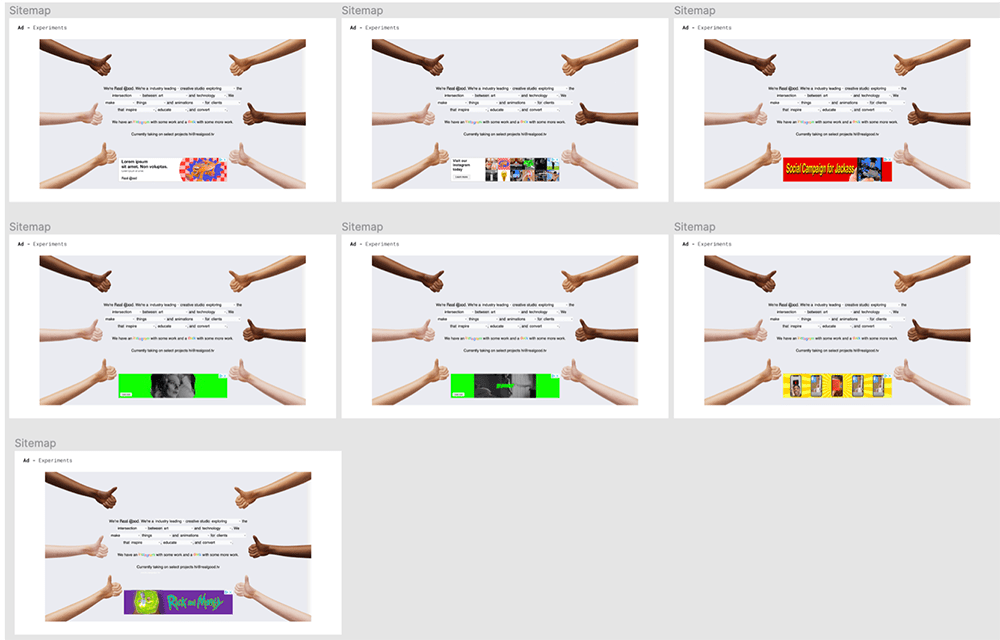 Sitemap
Ad - Experiments
We're Real Good. We're a industry leading - creative studio exploring - the
intersection - between art - and technology -. We
make - things - and animations - for clients -
that inspire -, educate -, and convert -.
We have an Instagram with some work and a with some more work.
Currently taking on select projects hi@realgood.tv
Lorem ipsum
sit amet. Non voluptas.
Real Good
Sitemap
Ad - Experiments
We're Real Good. We're a industry leading - creative studio exploring - the
intersection - between art - and technology -. We
make - things - and animations - for clients -
that inspire -, educate -, and convert -.
We have an Instagram with some work and a with some more work.
Currently taking on select projects hi@realgood.tv
Visit our
instagram
today
Sitemap
Ad - Experiments
We're Real Good. We're a industry leading - creative studio exploring - the
intersection - between art - and technology -. We
make - things - and animations - for clients -
that inspire -, educate -, and convert -.
We have an Instagram with some work and a with some more work.
Currently taking on select projects hi@realgood.tv
Social Campaign for Jackass
Sitemap
Ad - Experiments
We're Real Good. We're a industry leading - creative studio exploring - the
intersection - between art - and technology -. We
make - things - and animations - for clients -
that inspire -, educate -, and convert -.
We have an Instagram with some work and a with some more work.
Currently taking on select projects hi@realgood.tv
Sitemap
Ad - Experiments
We're Real Good. We're a industry leading - creative studio exploring - the
intersection - between art - and technology -. We
make - things - and animations - for clients -
that inspire -, educate -, and convert -.
We have an Instagram with some work and a with some more work.
Currently taking on select projects hi@realgood.tv
Sitemap
Ad - Experiments
We're Real Good. We're a industry leading - creative studio exploring - the
intersection - between art - and technology -. We
make - things - and animations - for clients -
that inspire -, educate -, and convert -.
We have an Instagram with some work and a with some more work.
Currently taking on select projects hi@realgood.tv
Sitemap
Ad - Experiments
We're Real Good. We're a industry leading - creative studio exploring - the
intersection - between art - and technology -. We
make - things - and animations - for clients -
that inspire -, educate -, and convert -.
We have an Instagram with some work and a with some more work.
Currently taking on select projects hi@realgood.tv
Rick and Morty